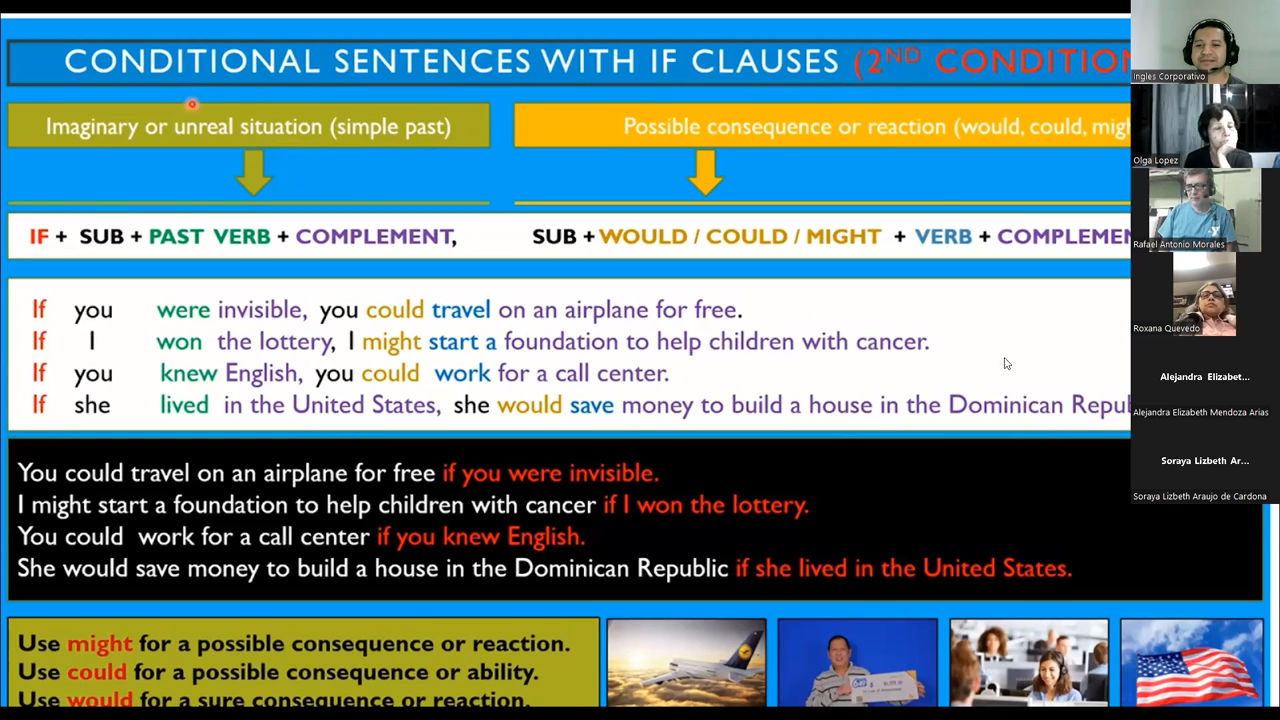 CONDITIONAL SENTENCES WITH IF CLAUSES (2ND CONDITION
Imaginary or unreal situation (simple past)
Possible consequence or reaction (would, could, migh
IF + SUB + PAST VERB + COMPLEMENT,
SUB + WOULD / COULD / MIGHT + VERB + COMPLEMEN
If you were invisible, you could travel on an airplane for free.
If I won the lottery, I might start a foundation to help children with cancer.
If you knew English, you could work for a call center.
If she lived in the United States, she would save money to build a house in the Dominican Repub
You could travel on an airplane for free if you were invisible.
I might start a foundation to help children with cancer if I won the lottery.
You could work for a call center if you knew English.
She would save money to build a house in the Dominican Republic if she lived in the United States.
Use might for a possible consequence or reaction.
Use could for a possible consequence or ability.
Use would for a sure consequence or reaction.
Ingles Corporativo
Olga Lopez
Rafael Antonio Morales
Roxana Quevedo
Alejandra Elizabet...
Alejandra Elizabeth Mendoza Arias
Soraya Lizbeth Ar...
Soraya Lizbeth Araujo de Cardona